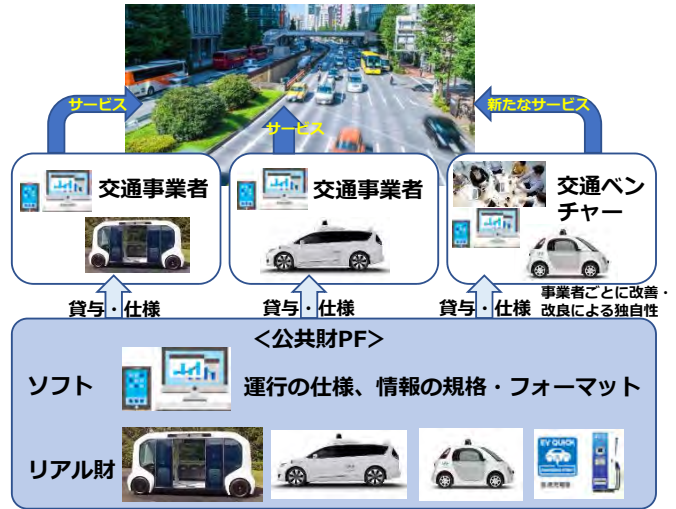 サービス
サービス
新たなサービス
交通事業者
交通事業者
交通ベン
チャー
貸与・仕様
貸与・仕様
貸与・仕様
事業者ごとに改善・
改良による独自性
＜公共財PF＞
ソフト
運行の仕様、情報の規格・フォーマット
リアル財
EV QUICK